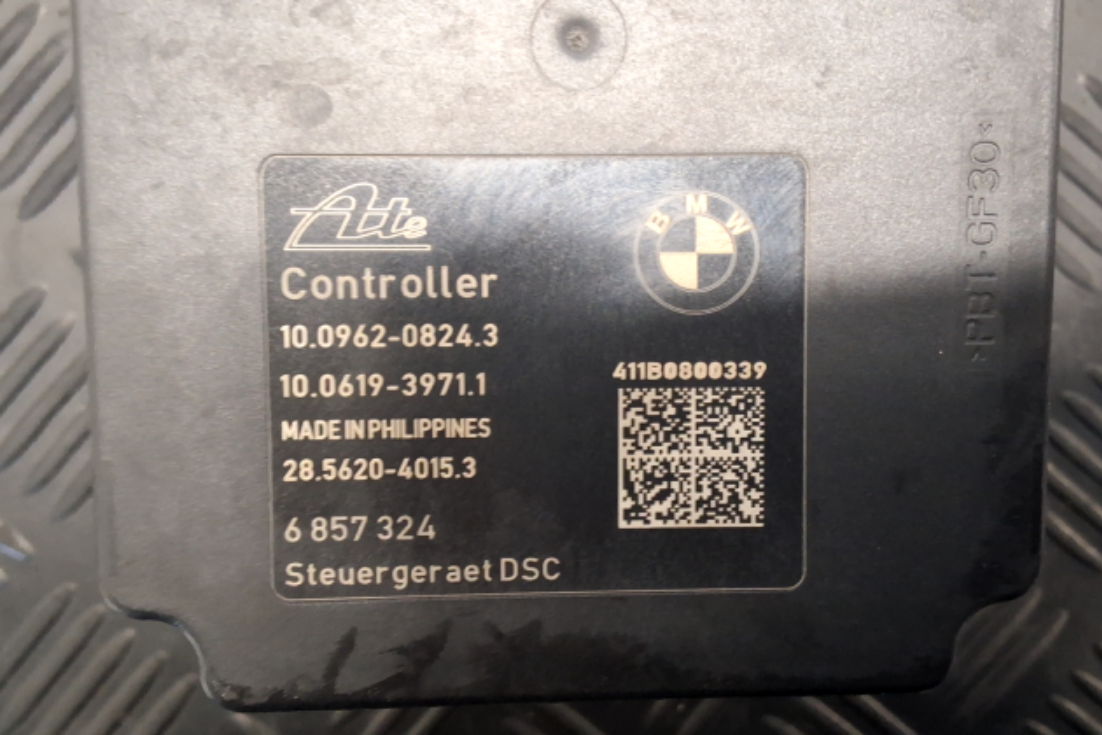 Ate
BMW
Controller
10.0962-0824.3
10.0619-3971.1
411B0800339
MADE IN PHILIPPINES
28.5620-4015.3
6 857 324
Steuergeraet DSC
>PBT-GF30<